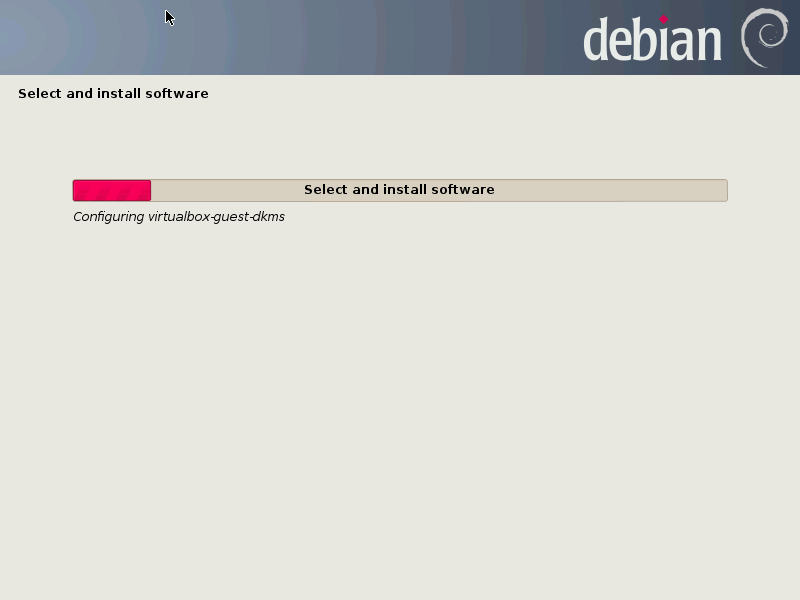 debian
Select and install software
Select and install software
Configuring virtualbox-guest-dkms